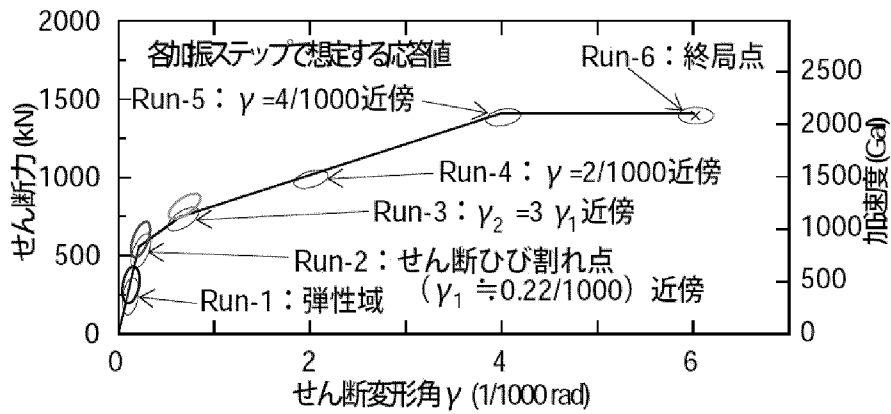 各加振ステップで想定する応答値
Run-6：終局点
Run-5：γ=4/1000近傍
Run-4：γ=2/1000近傍
Run-3：γ2 =3 γ1近傍
Run-2：せん断ひび割れ点
（γ1 ≒0.22/1000）近傍
Run-1：弾性域
せん断力 (kN)
2000
1500
1000
500
0
加速度 (Gal)
2500
2000
1500
1000
500
0
0 2 4 6
せん断変形角γ (1/1000 rad)